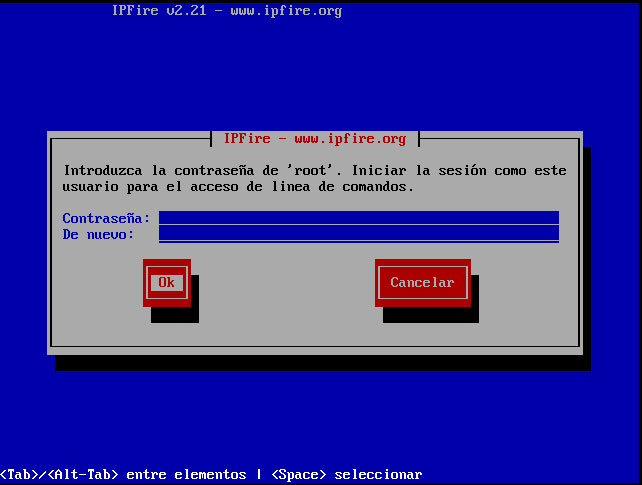 IPFire v2.21 - www.ipfire.org
IPFire - www.ipfire.org
Introduzca la contraseña de 'root'. Iniciar la sesión como este
usuario para el acceso de linea de comandos.
Contraseña:
De nuevo:
Ok Cancelar
<Tab>/<Alt-Tab> entre elementos | <Space> seleccionar